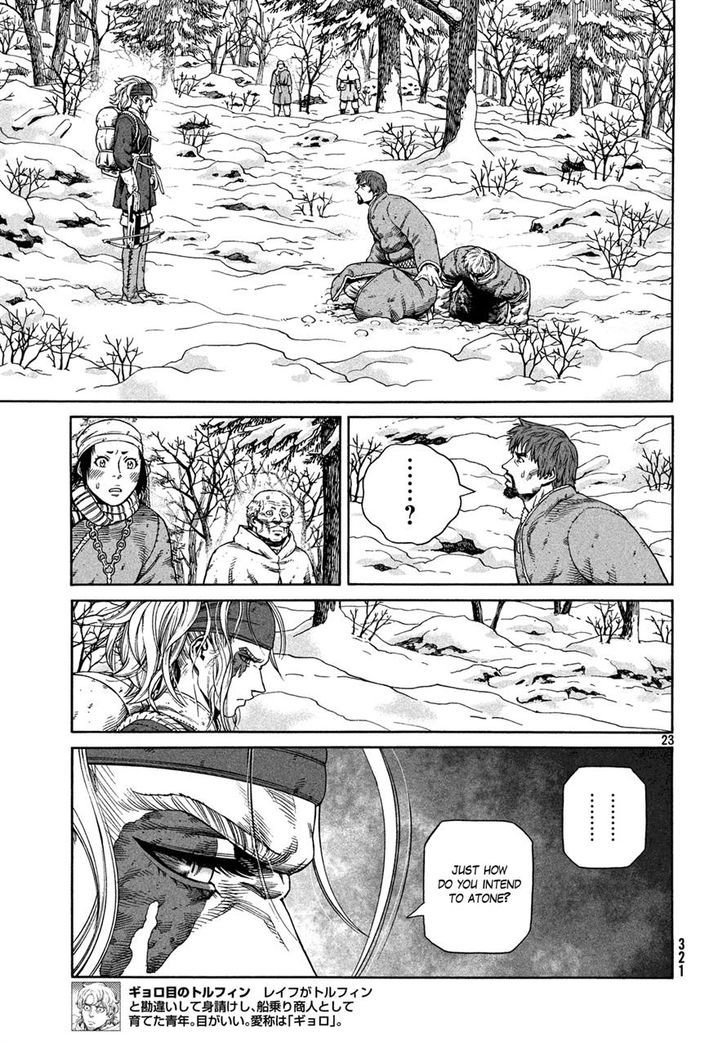 ……?
23
……
JUST HOW
DO YOU INTEND
TO ATONE?
321
ギョロ目のトルフィン レイフがトルフィン
と勘違いして身請けし、船乗り商人として
育てた青年。目がいい。愛称は「ギョロ」。